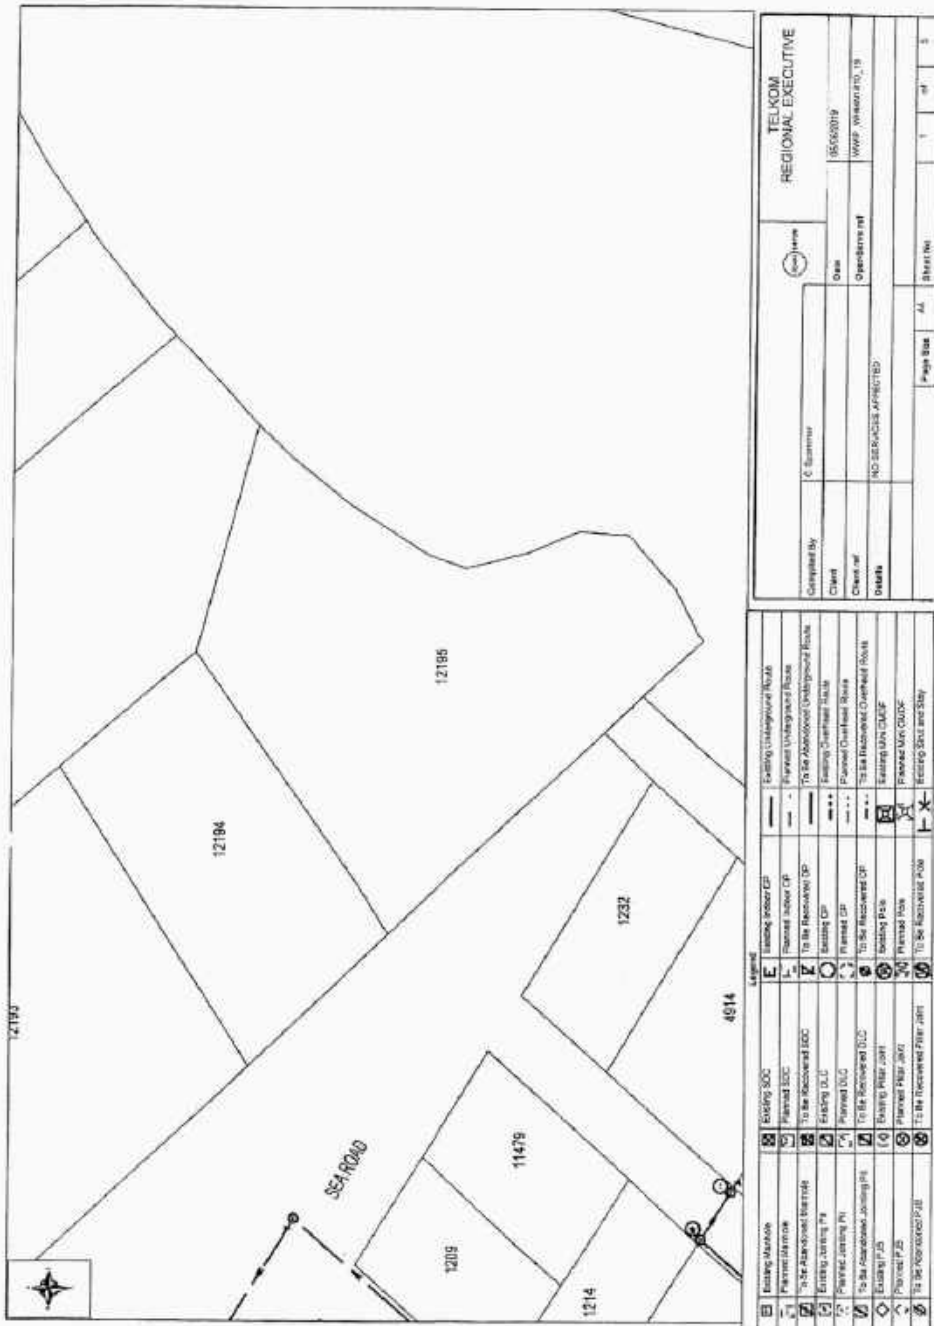 12193
12194
12195
1232
4914
SEA ROAD
11479
1209
1214
Legend
Existing Manhole
Planned Manhole
To Be Abandoned Manhole
Existing Jointing Pit
Planned Jointing Pit
To Be Abandoned Jointing Pit
Existing PJB
Planned PJB
To Be Abandoned PJB
Existing SDC
Planned SDC
To Be Recovered SDC
Existing DLC
Planned DLC
To Be Recovered DLC
Existing Pillar Joint
Planned Pillar Joint
To Be Recovered Pillar Joint
Existing Indoor DP
Planned Indoor DP
To Be Recovered DP
Existing DP
Planned DP
To Be Recovered DP
Existing Pole
Planned Pole
To Be Recovered Pole
Existing Underground Route
Planned Underground Route
To Be Abandoned Underground Route
Existing Overhead Route
Planned Overhead Route
To Be Recovered Overhead Route
Existing Mini
Planned Mini
Existing Strut and Stay
openserve
TELKOM
REGIONAL EXECUTIVE
Compiled By
Client
Date
Client ref
OpenServe ref
Details NO SERVICES AFFECTED
Page Size A4 Sheet No 1 of 5